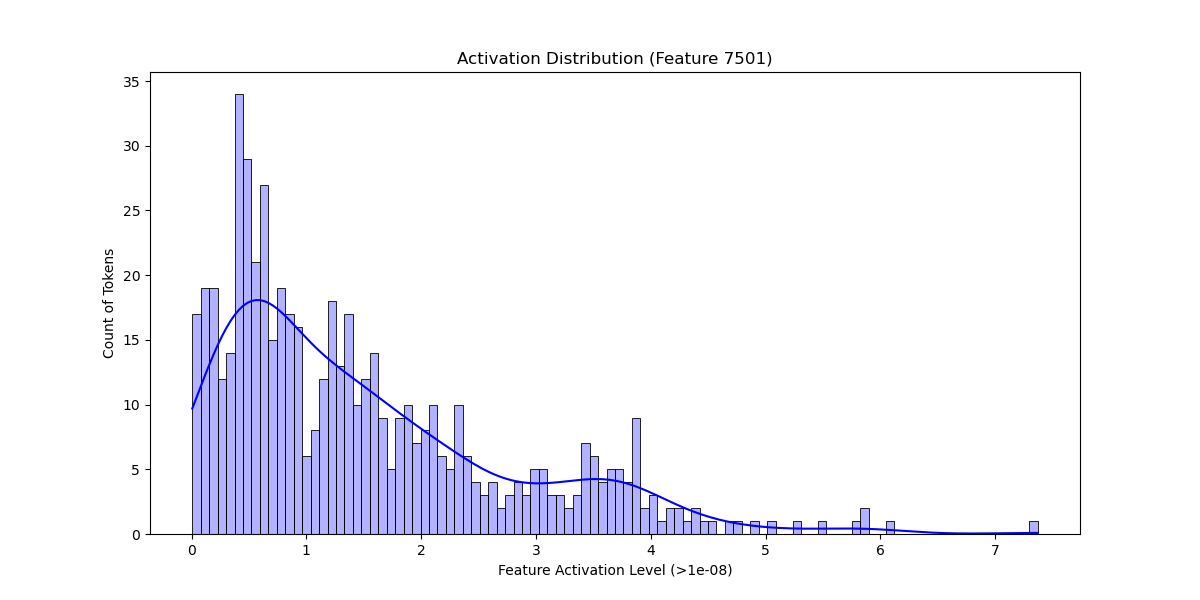 Activation Distribution (Feature 7501)
Count of Tokens
35
30
25
20
15
10
5
0
0 1 2 3 4 5 6 7
Feature Activation Level (>1e-08)